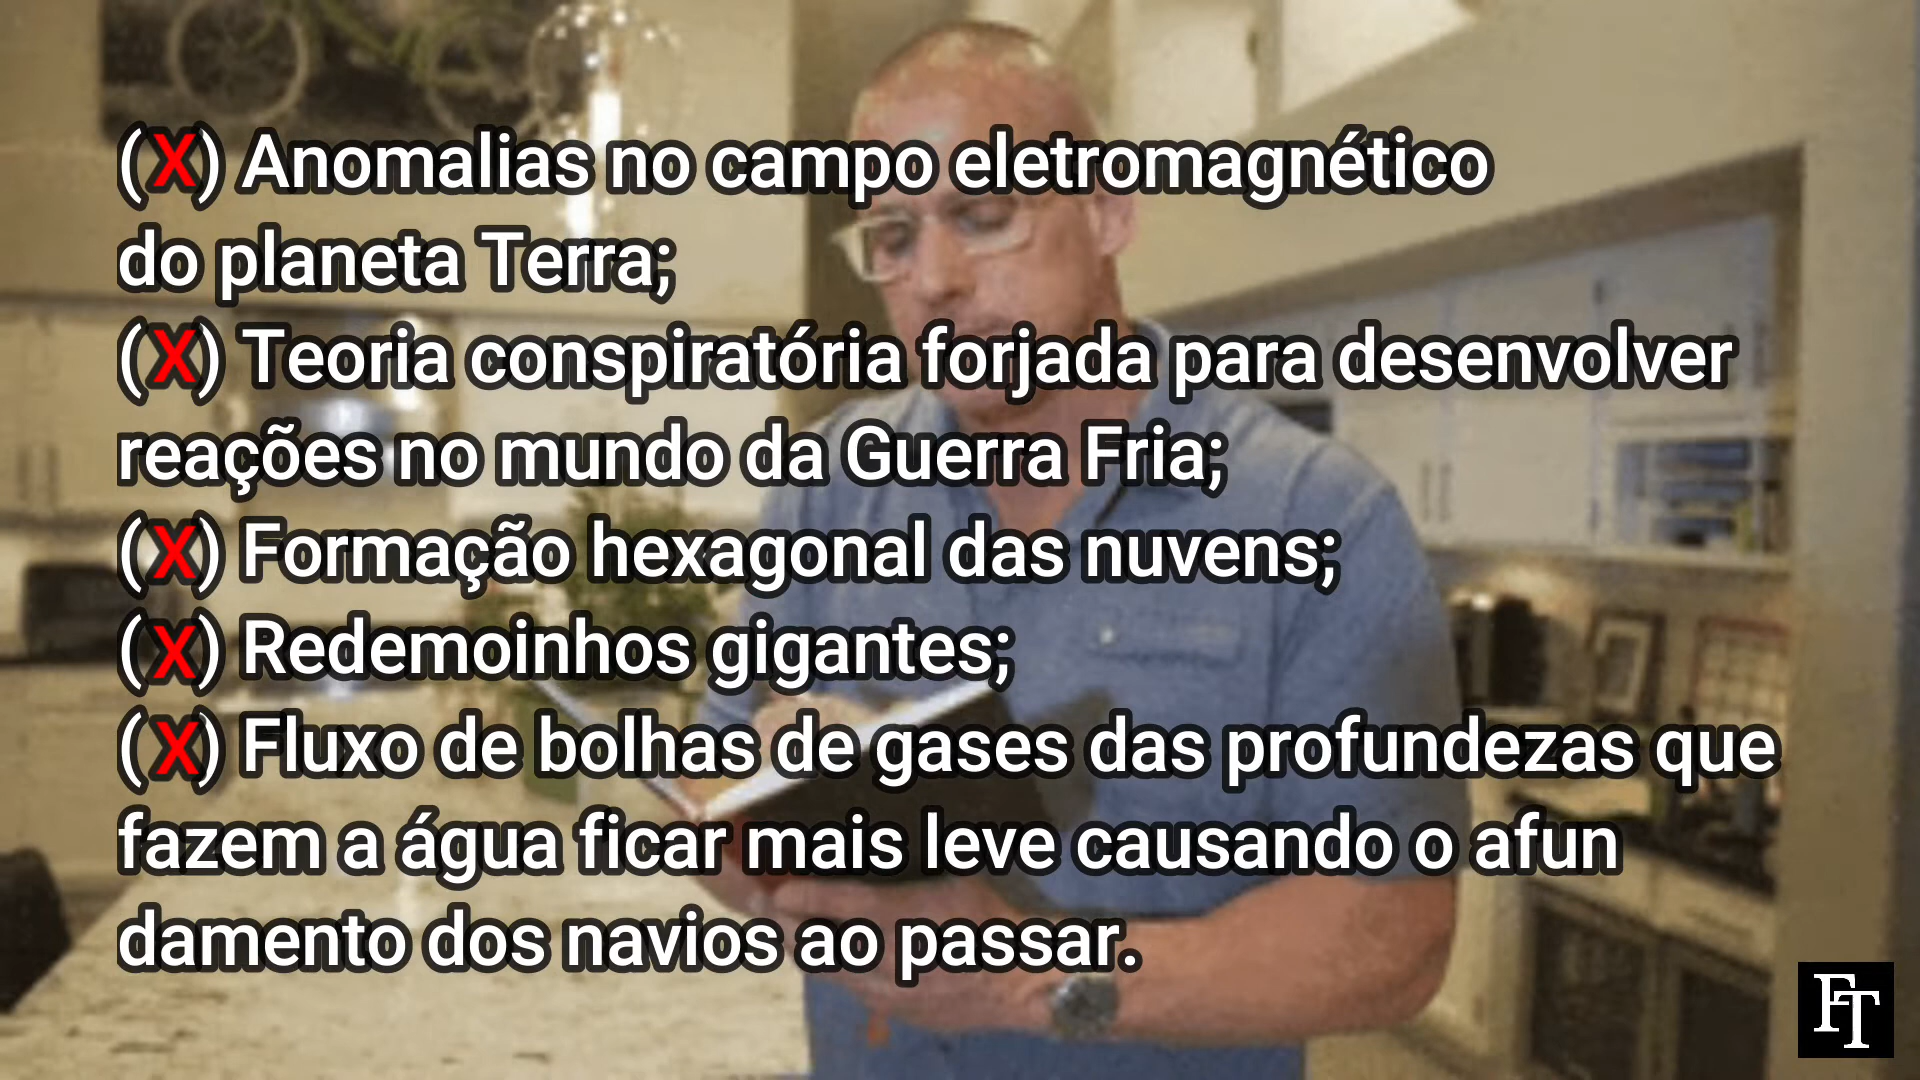 (X) Anomalias no campo eletromagnético
do planeta Terra;
(X) Teoria conspiratória forjada para desenvolver
reações no mundo da Guerra Fria;
(X) Formação hexagonal das nuvens;
(X) Redemoinhos gigantes;
(X) Fluxo de bolhas de gases das profundezas que
fazem a água ficar mais leve causando o afun
damento dos navios ao passar.
FT